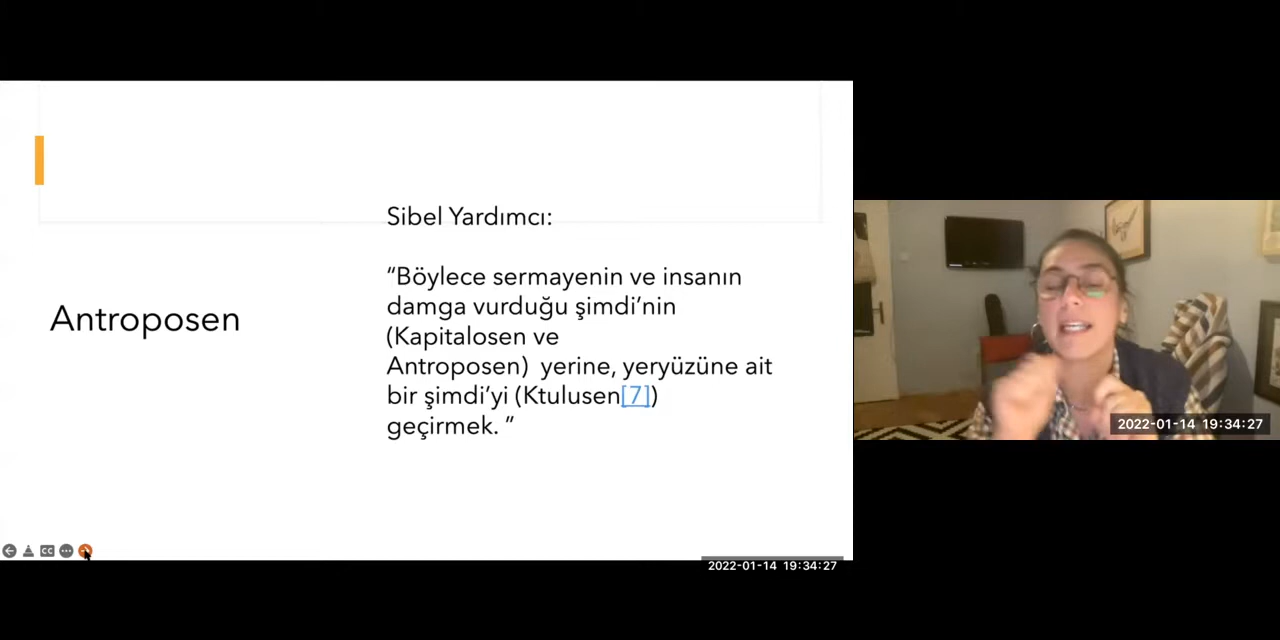 Antroposen
Sibel Yardımcı:
“Böylece sermayenin ve insanın
damga vurduğu şimdi’nin
(Kapitalosen ve
Antroposen)  yerine, yeryüzüne ait
bir şimdi’yi (Ktulusen[7])
geçirmek. ”
CC
2022-01-14 19:34:27
2022-01-14 19:34:27